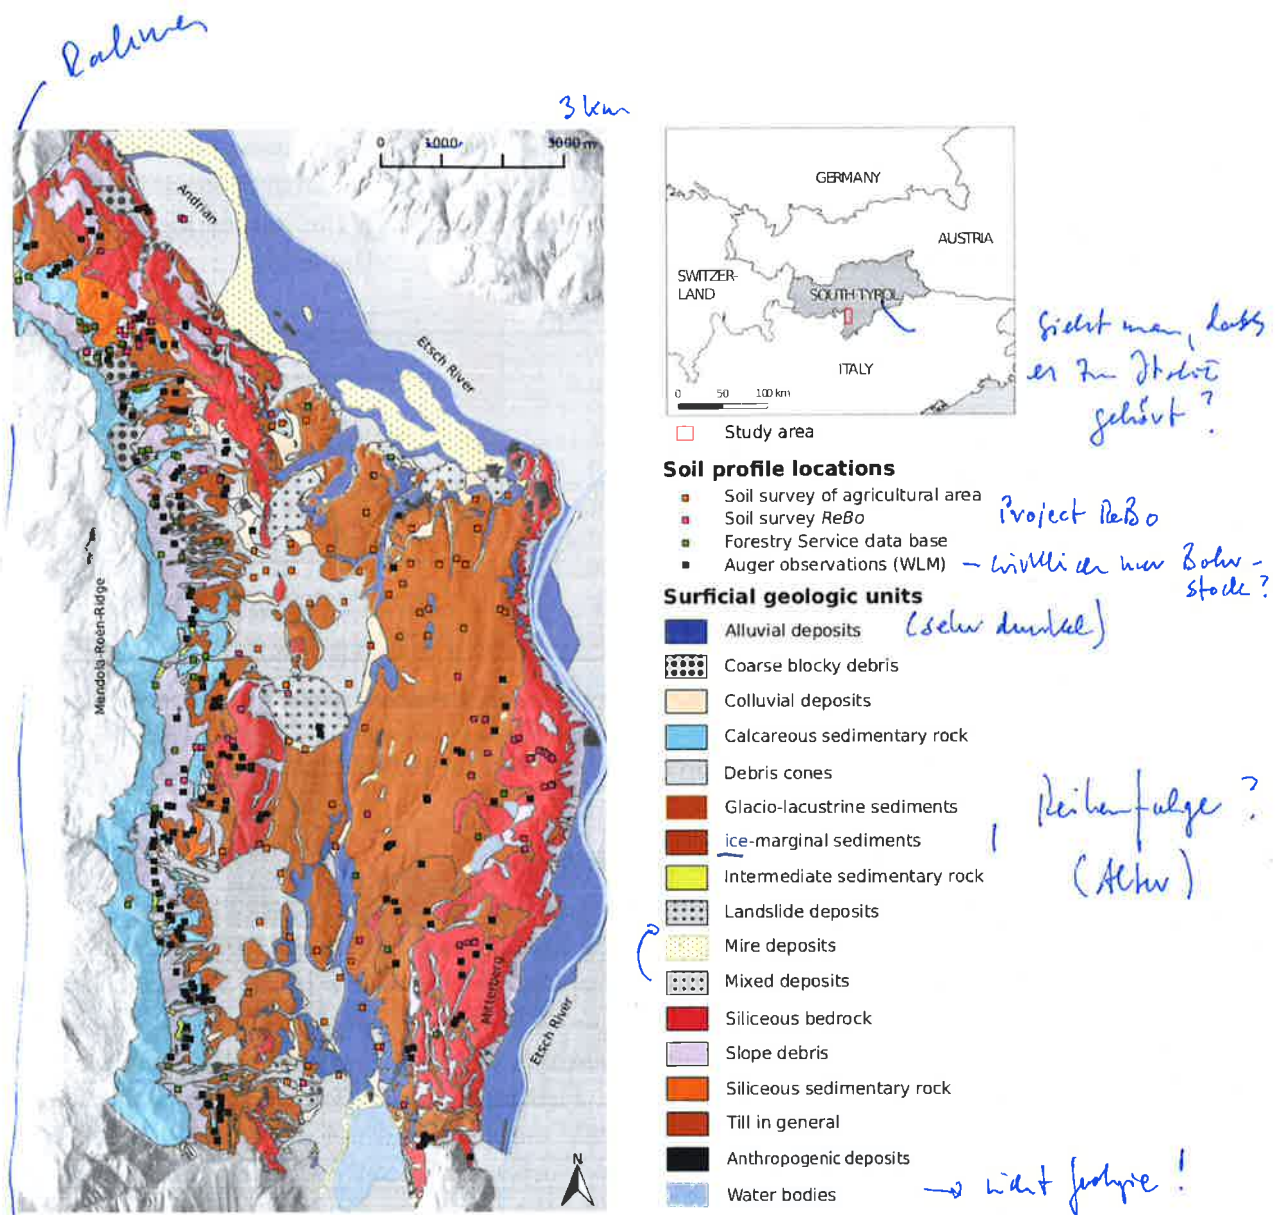 Rahmen
3 km
0 1000 3000 m
Andrian
Etsch River
Mendola-Roèn-Ridge
Mitterberg
Etsch River
N
GERMANY
AUSTRIA
SWITZER-
LAND
SOUTH TYROL
ITALY
0 50 100 km
Sieht man, dass
er zu Italien
gehört ?
Study area
Soil profile locations
Soil survey of agricultural area
Soil survey ReBo
Project ReBo
Forestry Service data base
Auger observations (WLM)
– wirklich nur Bohr-
stock ?
Surficial geologic units
Alluvial deposits
(sehr dunkel)
Coarse blocky debris
Colluvial deposits
Calcareous sedimentary rock
Debris cones
Glacio-lacustrine sediments
ice-marginal sediments
Reihenfolge ?
(Alter)
Intermediate sedimentary rock
Landslide deposits
Mire deposits
Mixed deposits
Siliceous bedrock
Slope debris
Siliceous sedimentary rock
Till in general
Anthropogenic deposits
Water bodies
→ nicht Geologie !